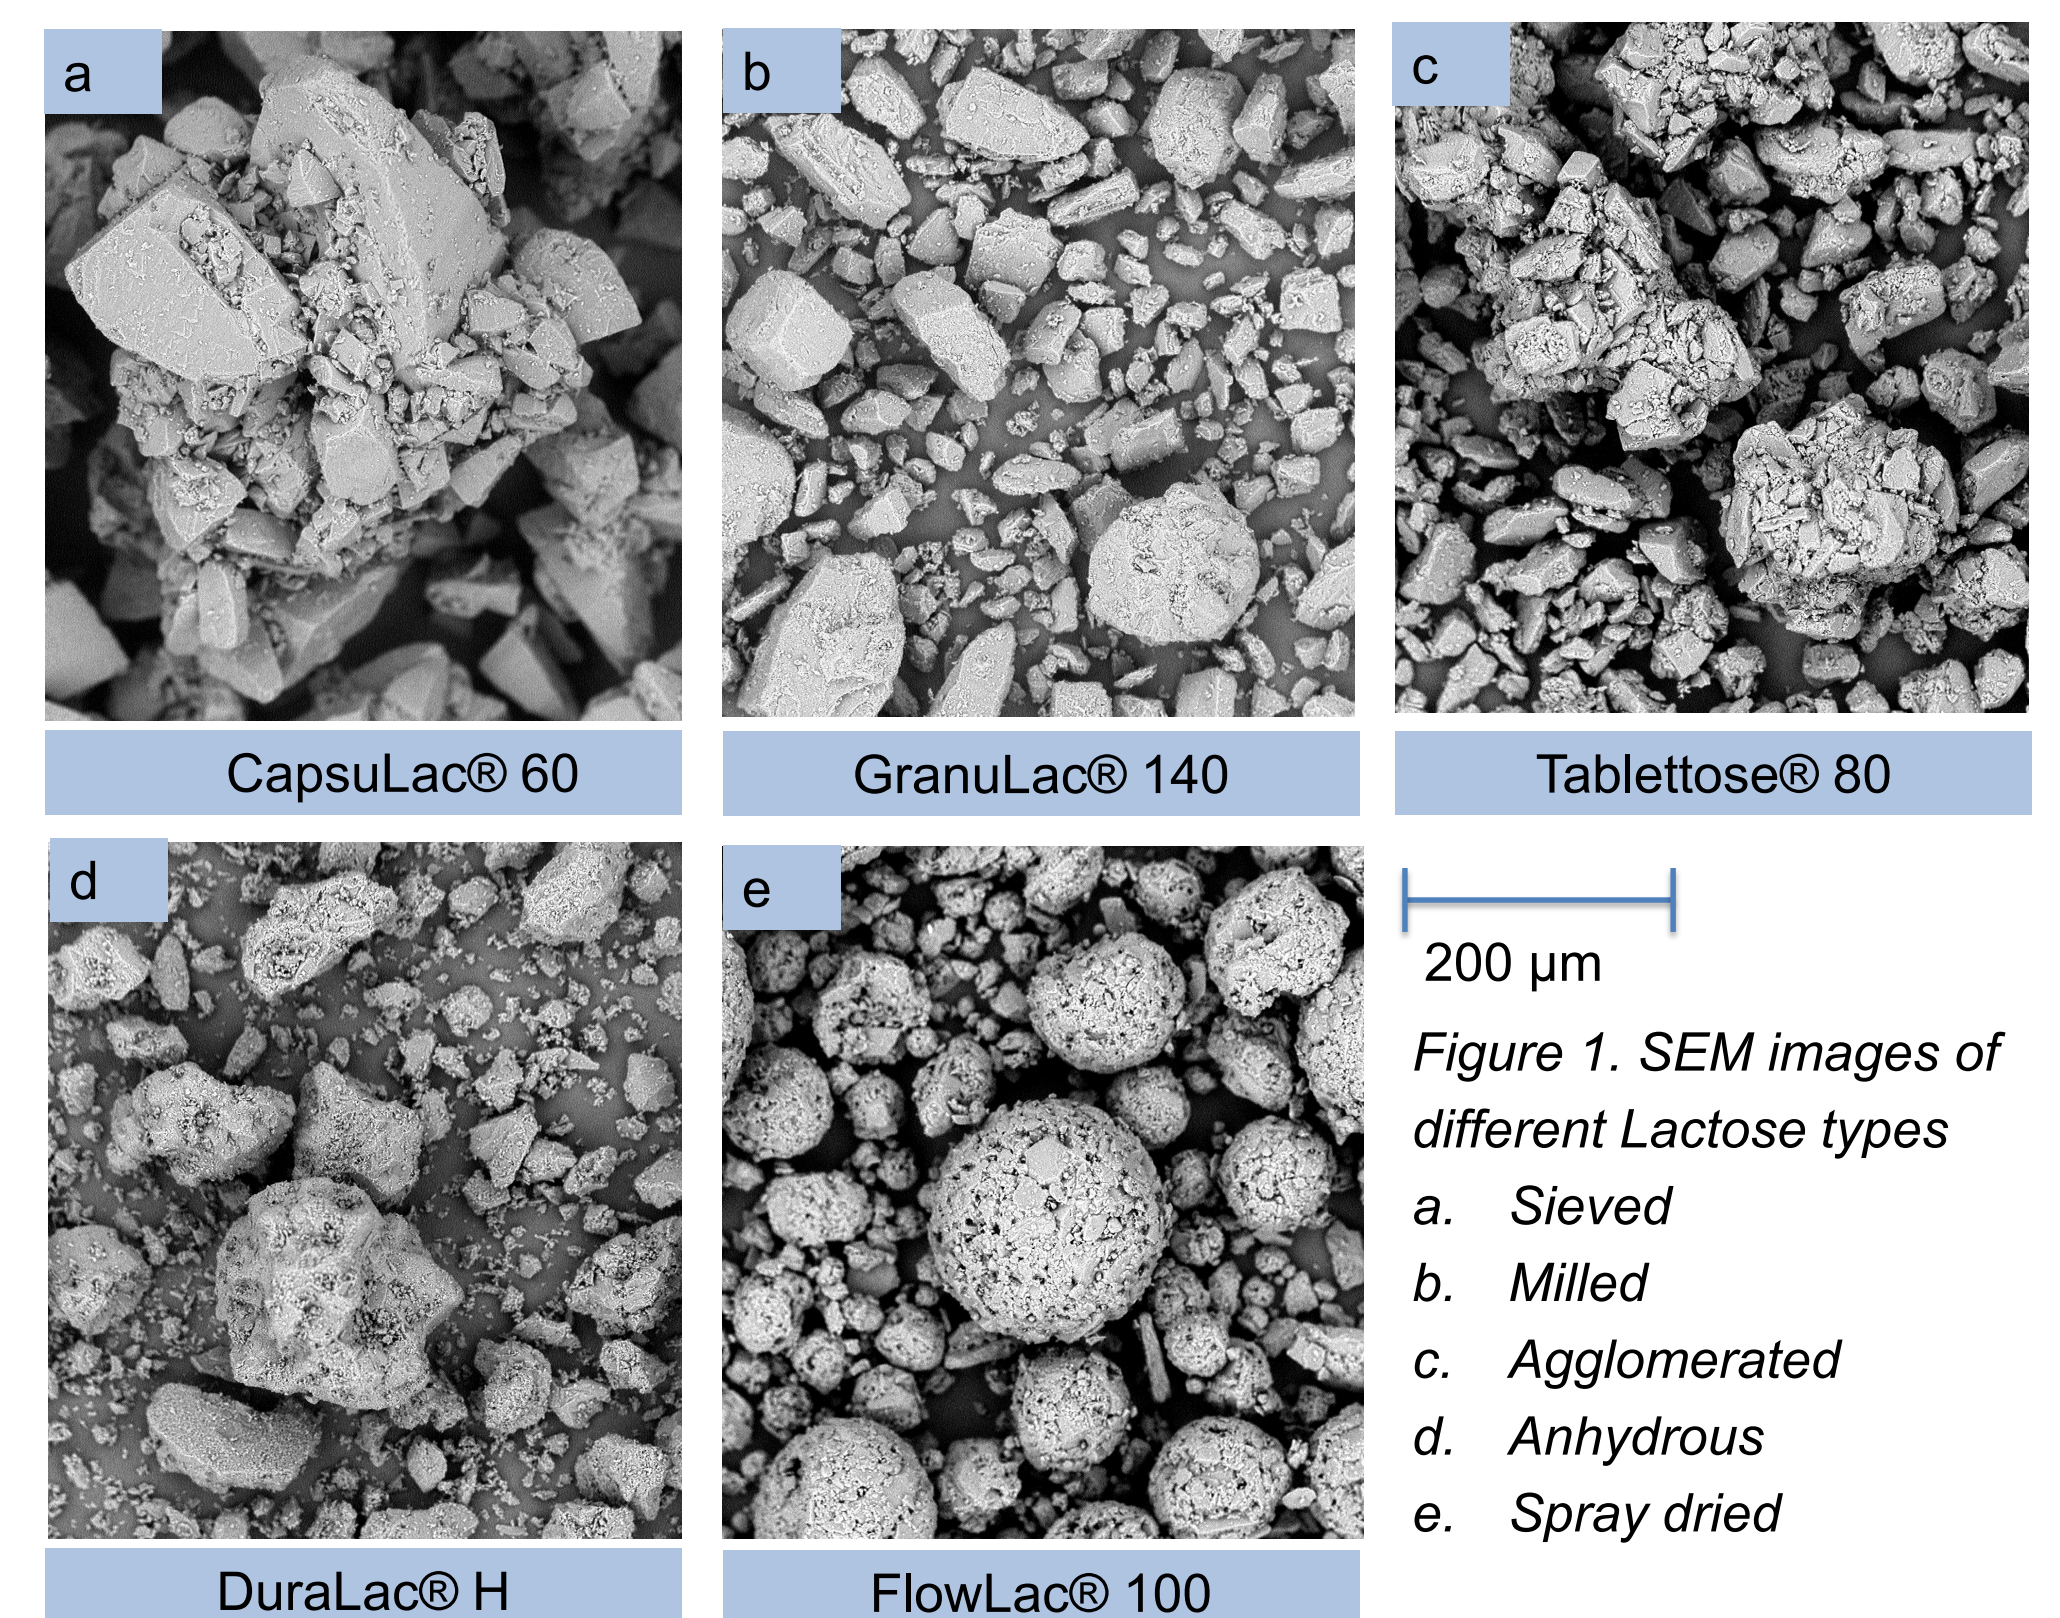 a
b
c
CapsuLac® 60
GranuLac® 140
Tablettose® 80
d
e
200 µm
Figure 1. SEM images of
different Lactose types
a. Sieved
b. Milled
c. Agglomerated
d. Anhydrous
e. Spray dried
DuraLac® H
FlowLac® 100